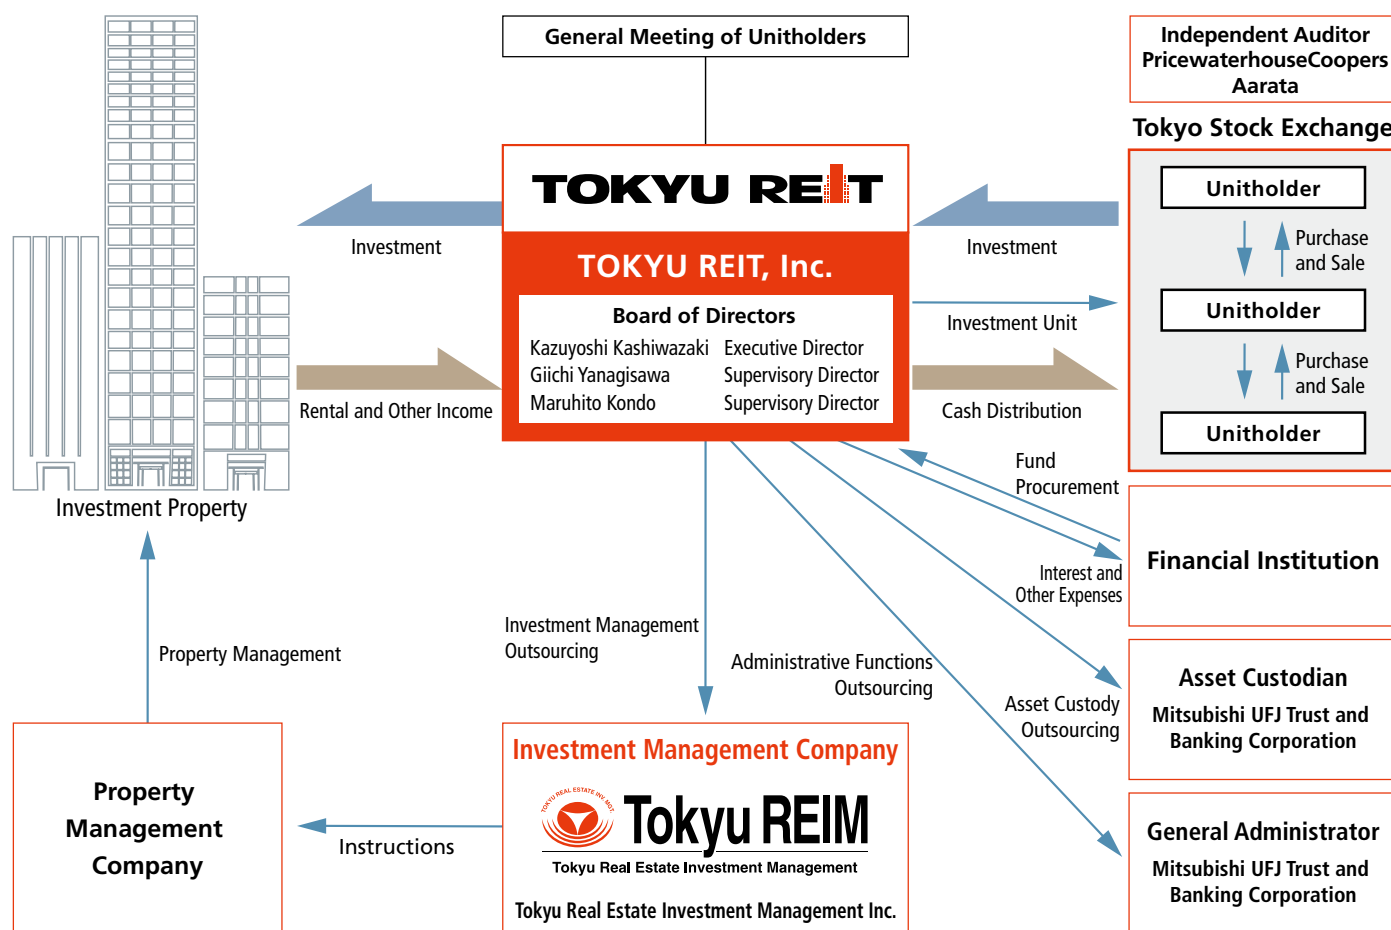 General Meeting of Unitholders
Independent Auditor
PricewaterhouseCoopers
Aarata
Tokyo Stock Exchange
TOKYU REIT
TOKYU REIT, Inc.
Board of Directors
Kazuyoshi Kashiwazaki Executive Director
Giichi Yanagisawa Supervisory Director
Maruhito Kondo Supervisory Director
Investment
Rental and Other Income
Investment Property
Investment
Investment Unit
Cash Distribution
Unitholder
Purchase
and Sale
Unitholder
Purchase
and Sale
Unitholder
Fund
Procurement
Interest and
Other Expenses
Financial Institution
Property Management
Investment Management
Outsourcing
Administrative Functions
Outsourcing
Asset Custody
Outsourcing
Asset Custodian
Mitsubishi UFJ Trust and
Banking Corporation
Property
Management
Company
Instructions
Investment Management Company
TOKYU REAL ESTATE INV. MGT.
Tokyu REIM
Tokyu Real Estate Investment Management
Tokyu Real Estate Investment Management Inc.
General Administrator
Mitsubishi UFJ Trust and
Banking Corporation